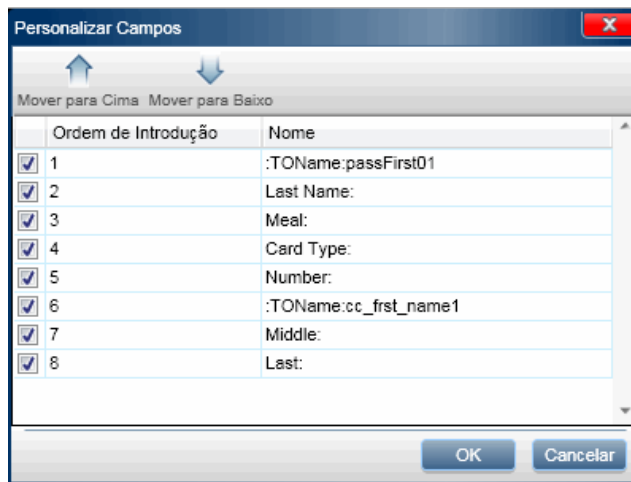 Personalizar Campos
Mover para Cima Mover para Baixo
Ordem de Introdução Nome
1 :TOName:passFirst01
2 Last Name:
3 Meal:
4 Card Type:
5 Number:
6 :TOName:cc_frst_name1
7 Middle:
8 Last:
OK Cancelar